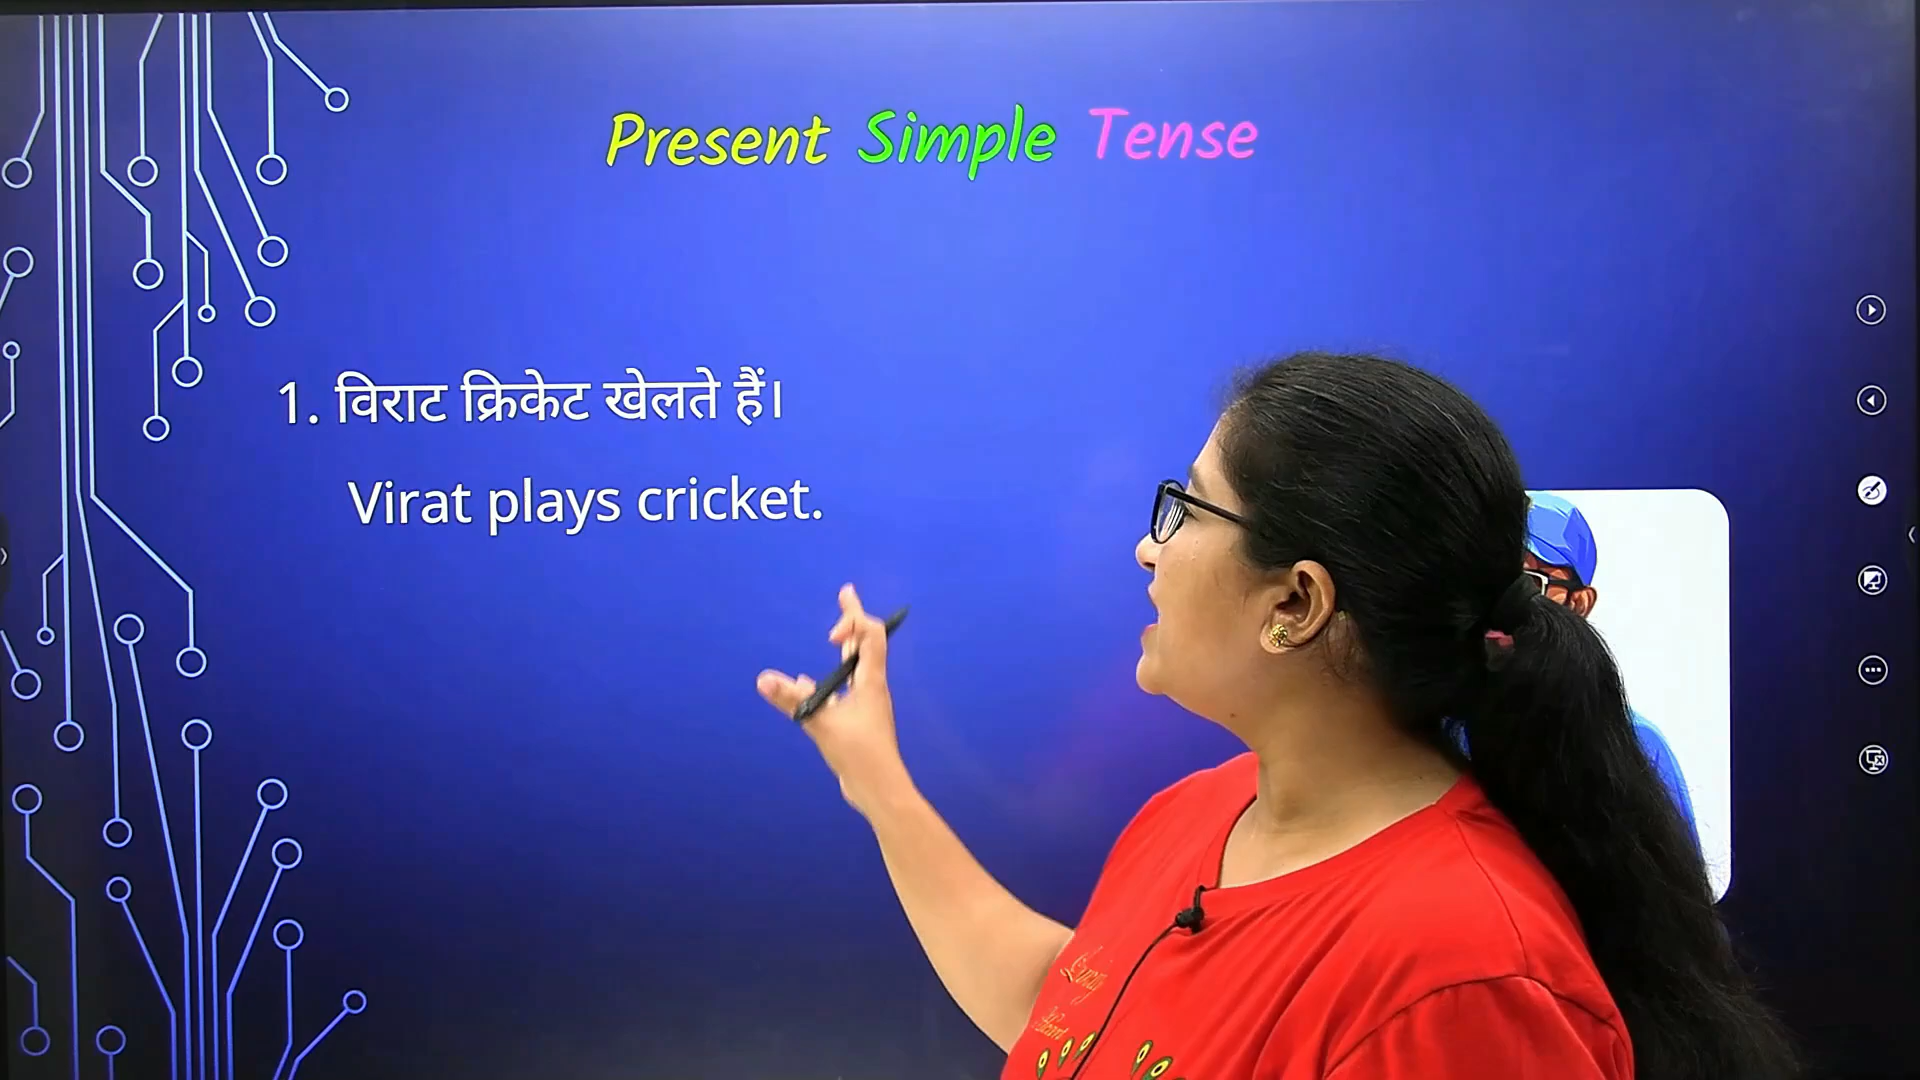 Present Simple Tense
1. विराट क्रिकेट खेलते हैं।
Virat plays cricket.